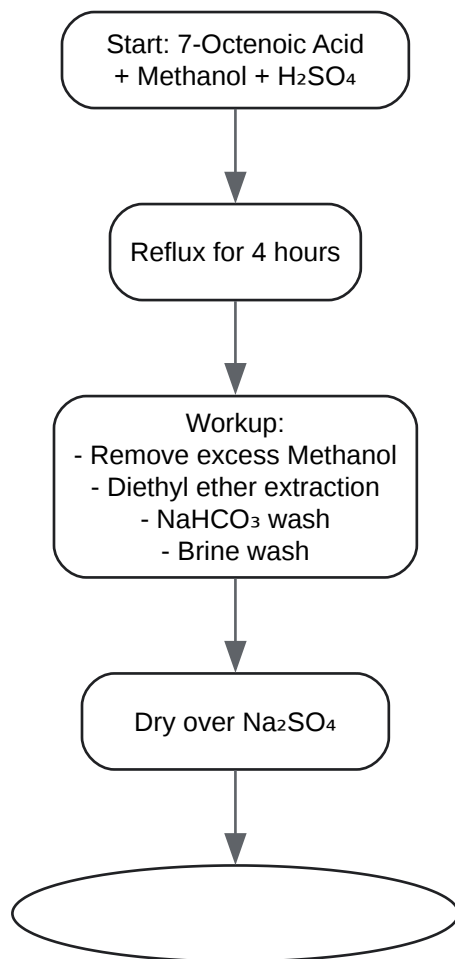 Start: 7-Octenoic Acid
+ Methanol + H₂SO₄
Reflux for 4 hours
Workup:
- Remove excess Methanol
- Diethyl ether extraction
- NaHCO₃ wash
- Brine wash
Dry over Na₂SO₄